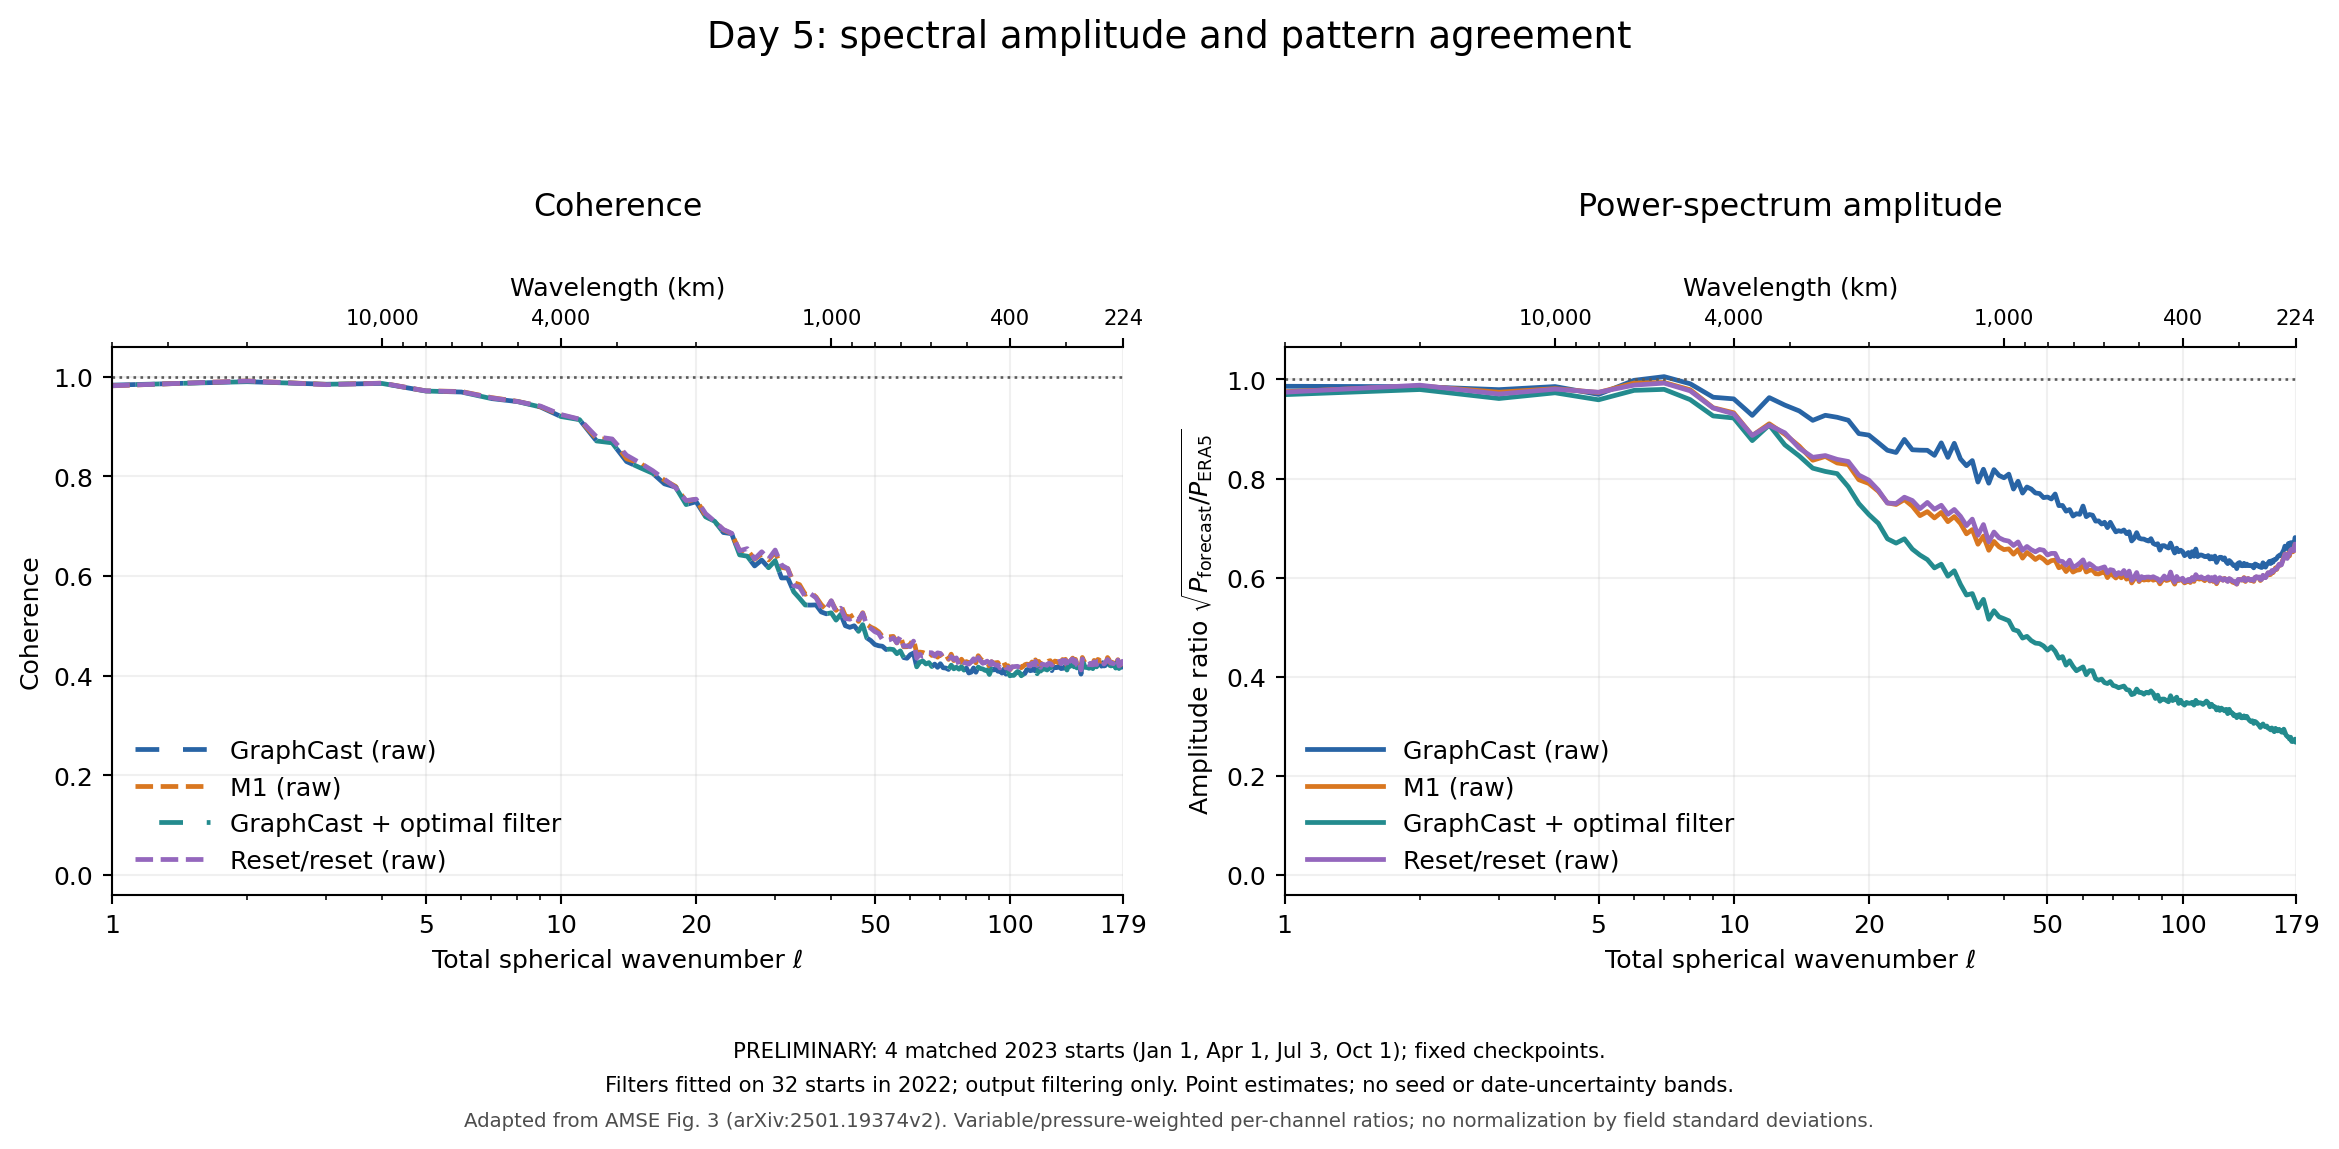 Day 5: spectral amplitude and pattern agreement
Coherence
Wavelength (km)
10,000 4,000 1,000 400 224
Coherence
1.0
0.8
0.6
0.4
0.2
0.0
GraphCast (raw)
M1 (raw)
GraphCast + optimal filter
Reset/reset (raw)
1 5 10 20 50 100 179
Total spherical wavenumber ℓ
Power-spectrum amplitude
Wavelength (km)
10,000 4,000 1,000 400 224
Amplitude ratio √P_forecast/P_ERA5
1.0
0.8
0.6
0.4
0.2
0.0
GraphCast (raw)
M1 (raw)
GraphCast + optimal filter
Reset/reset (raw)
1 5 10 20 50 100 179
Total spherical wavenumber ℓ
PRELIMINARY: 4 matched 2023 starts (Jan 1, Apr 1, Jul 3, Oct 1); fixed checkpoints.
Filters fitted on 32 starts in 2022; output filtering only. Point estimates; no seed or date-uncertainty bands.
Adapted from AMSE Fig. 3 (arXiv:2501.19374v2). Variable/pressure-weighted per-channel ratios; no normalization by field standard deviations.